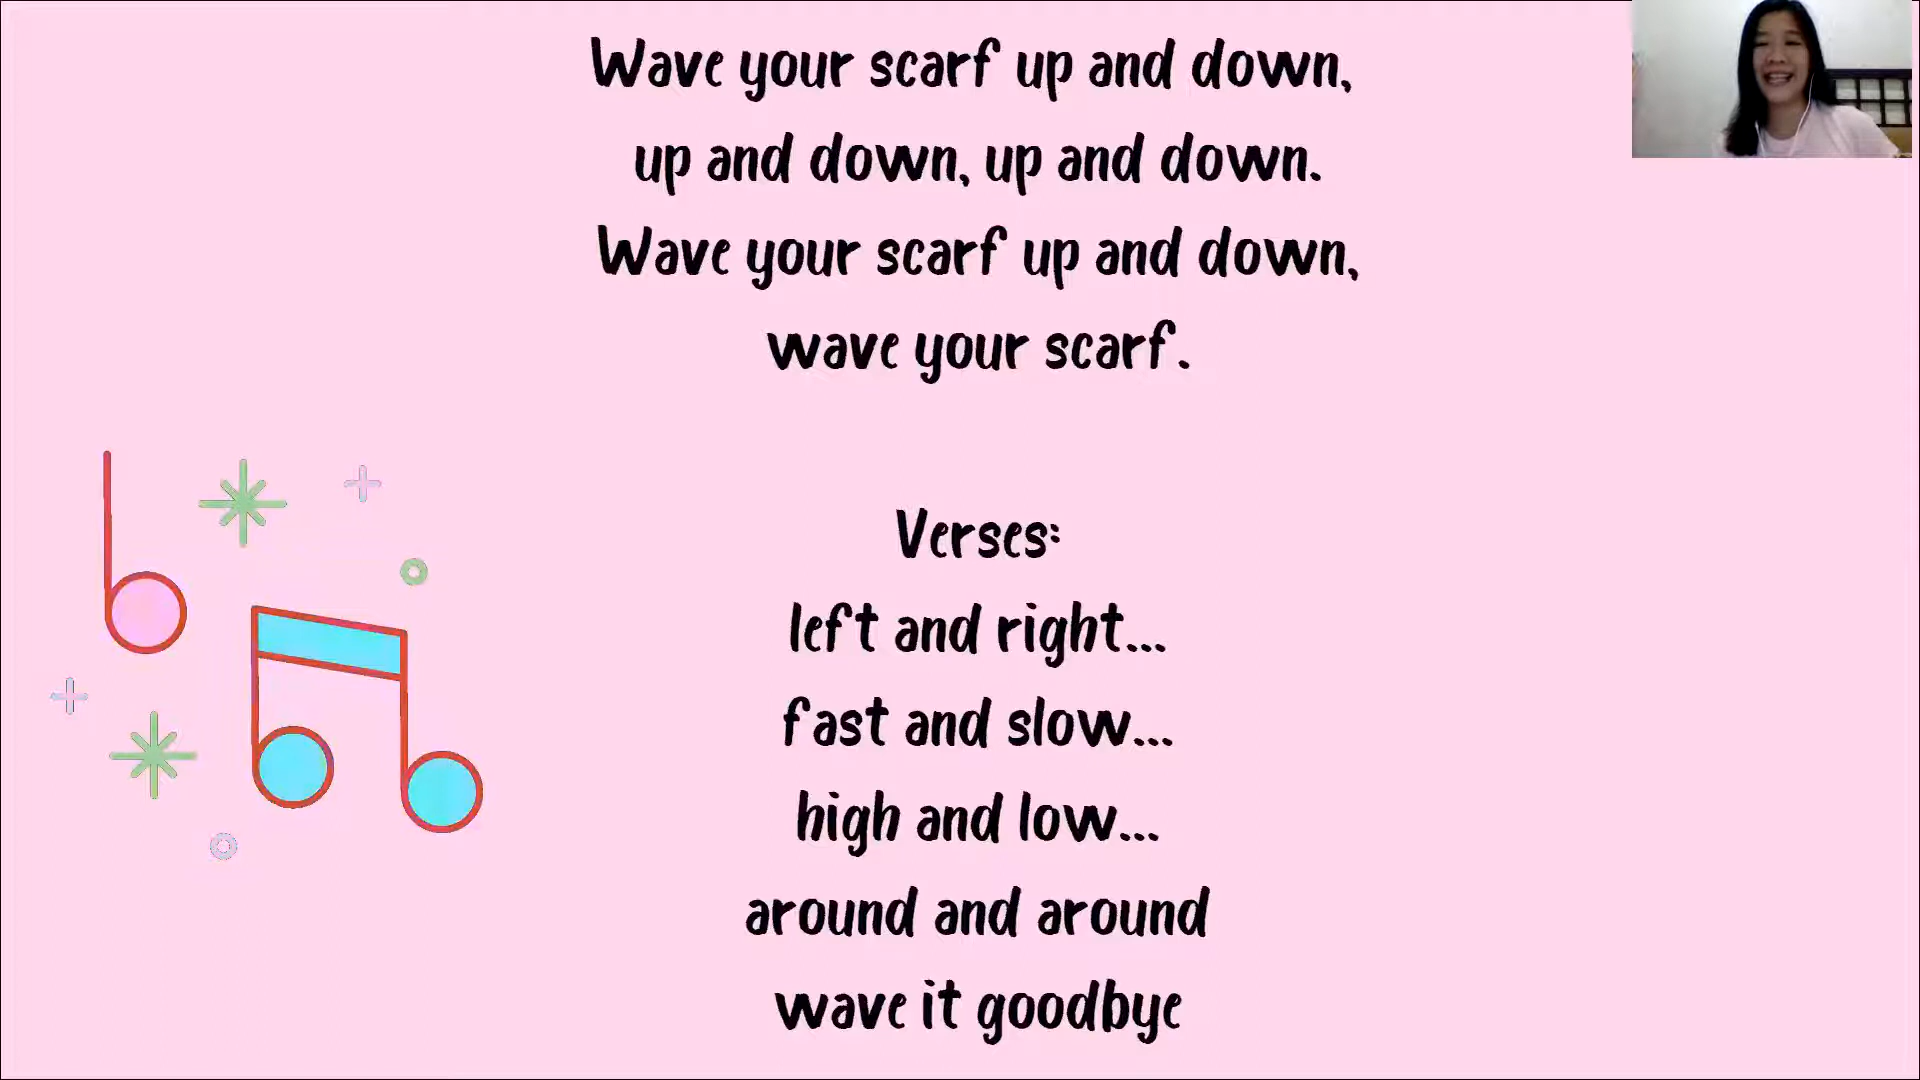 Wave your scarf up and down,
up and down, up and down.
Wave your scarf up and down,
wave your scarf.
Verses:
left and right...
fast and slow...
high and low...
around and around
wave it goodbye